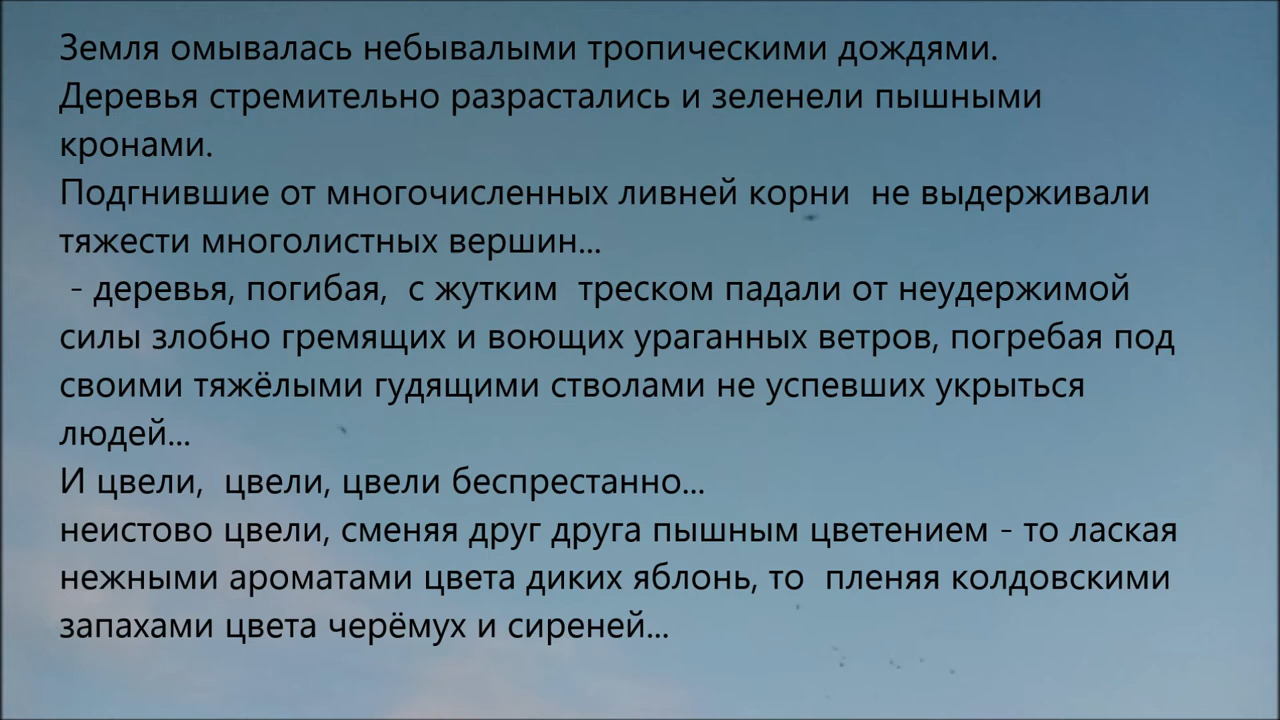 Земля омывалась небывалыми тропическими дождями.
Деревья стремительно разрастались и зеленели пышными
кронами.
Подгнившие от многочисленных ливней корни  не выдерживали
тяжести многолистных вершин...
- деревья, погибая,  с жутким  треском падали от неудержимой
силы злобно гремящих и воющих ураганных ветров, погребая под
своими тяжёлыми гудящими стволами не успевших укрыться
людей...
И цвели,  цвели, цвели беспрестанно...
неистово цвели, сменяя друг друга пышным цветением - то лаская
нежными ароматами цвета диких яблонь, то  пленяя колдовскими
запахами цвета черёмух и сиреней...